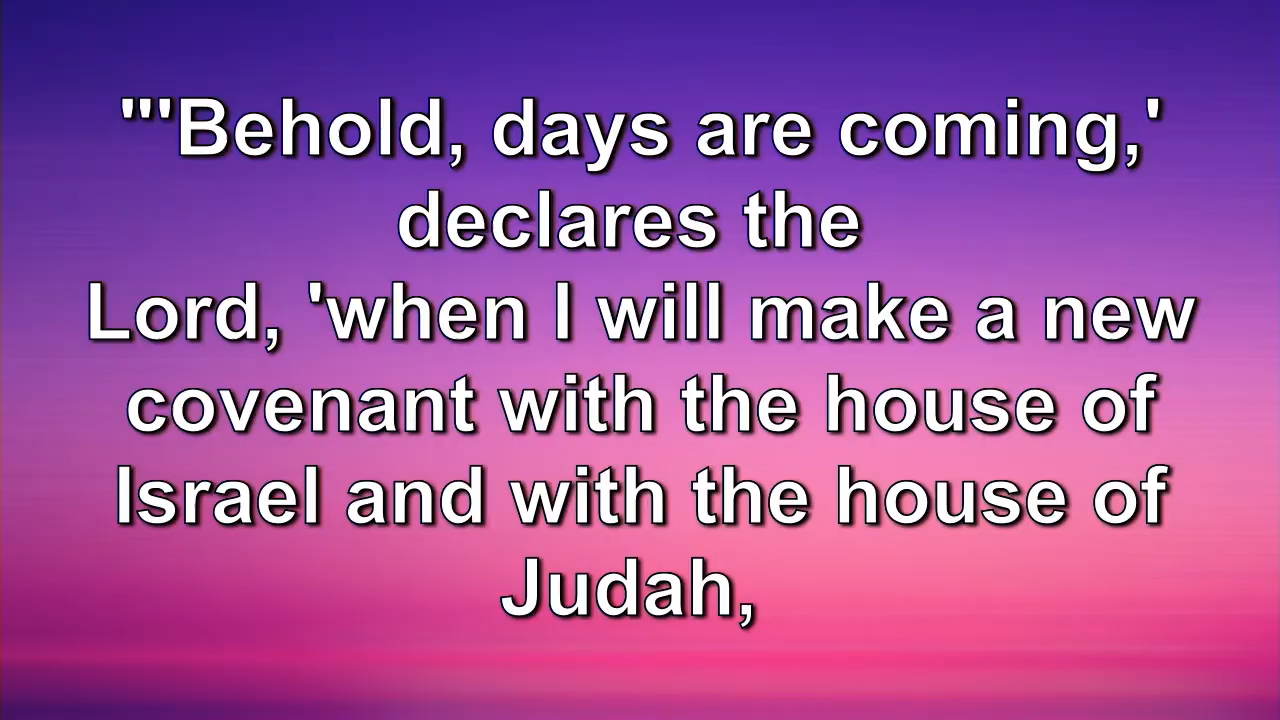 "'Behold, days are coming,'
declares the
Lord, 'when I will make a new
covenant with the house of
Israel and with the house of
Judah,